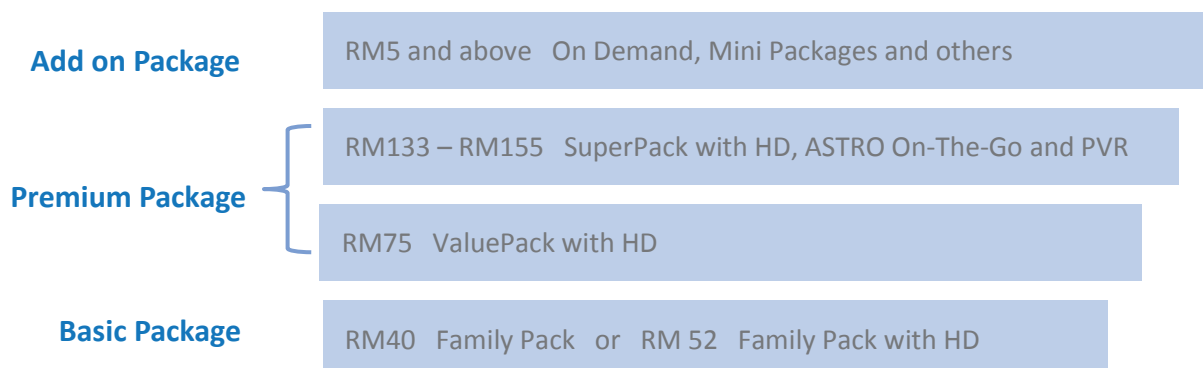 Add on Package
RM5 and above On Demand, Mini Packages and others
RM133 – RM155 SuperPack with HD, ASTRO On-The-Go and PVR
Premium Package
RM75 ValuePack with HD
Basic Package
RM40 Family Pack or RM 52 Family Pack with HD